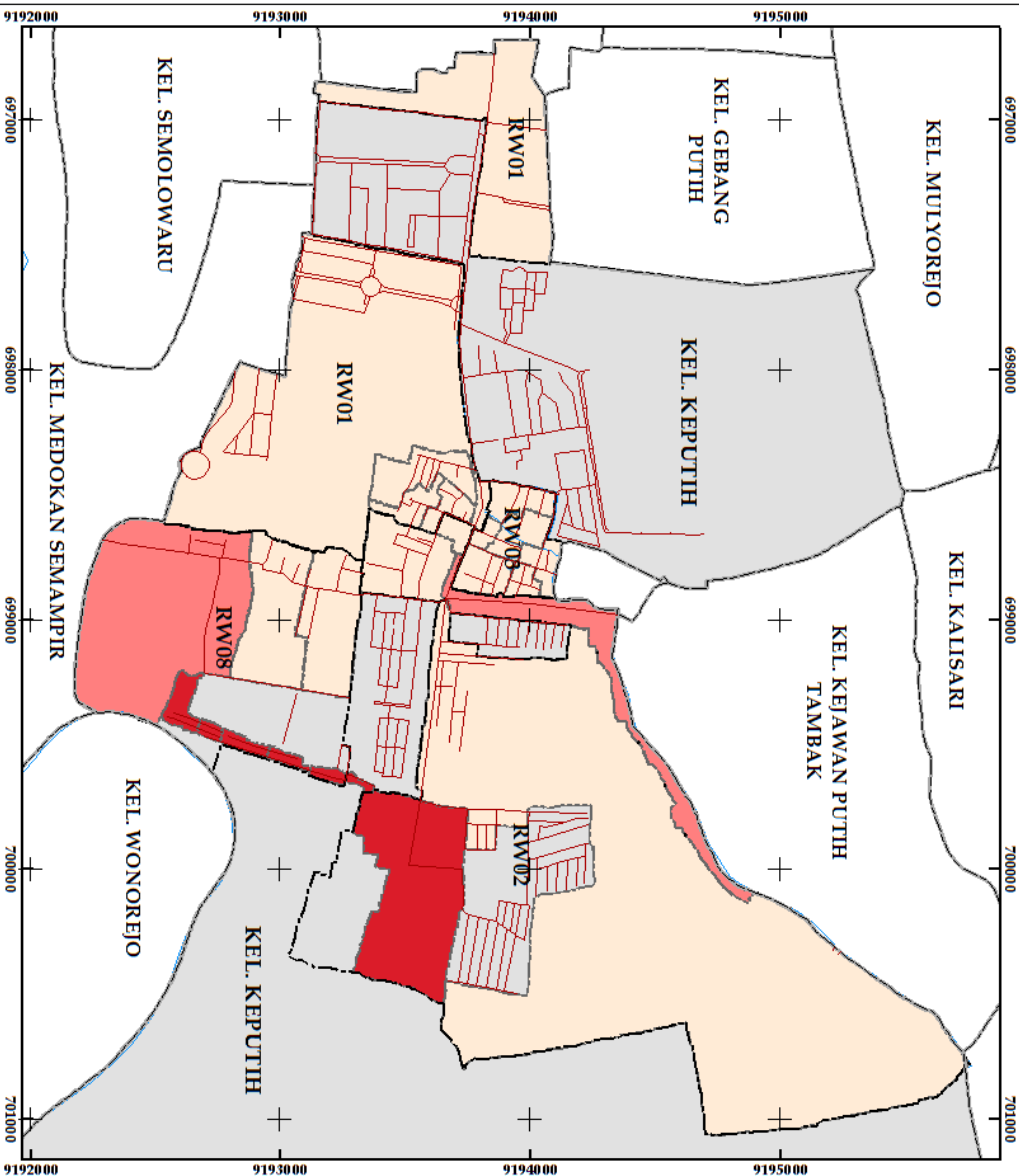 9192000
9193000
9194000
9195000
697000
698000
699000
700000
701000
KEL. SEMOLOWARU
KEL. GEBANG
PUTIH
KEL. MULYOREJO
RW01
KEL. KEPUTIH
RW01
KEL. MEDOKAN SEMAMPIR
RW03
KEL. KALISARI
RW08
KEL. KEJAWAN PUTIH
TAMBAK
KEL. WONOREJO
RW02
KEL. KEPUTIH
697000
698000
699000
700000
701000
9192000
9193000
9194000
9195000